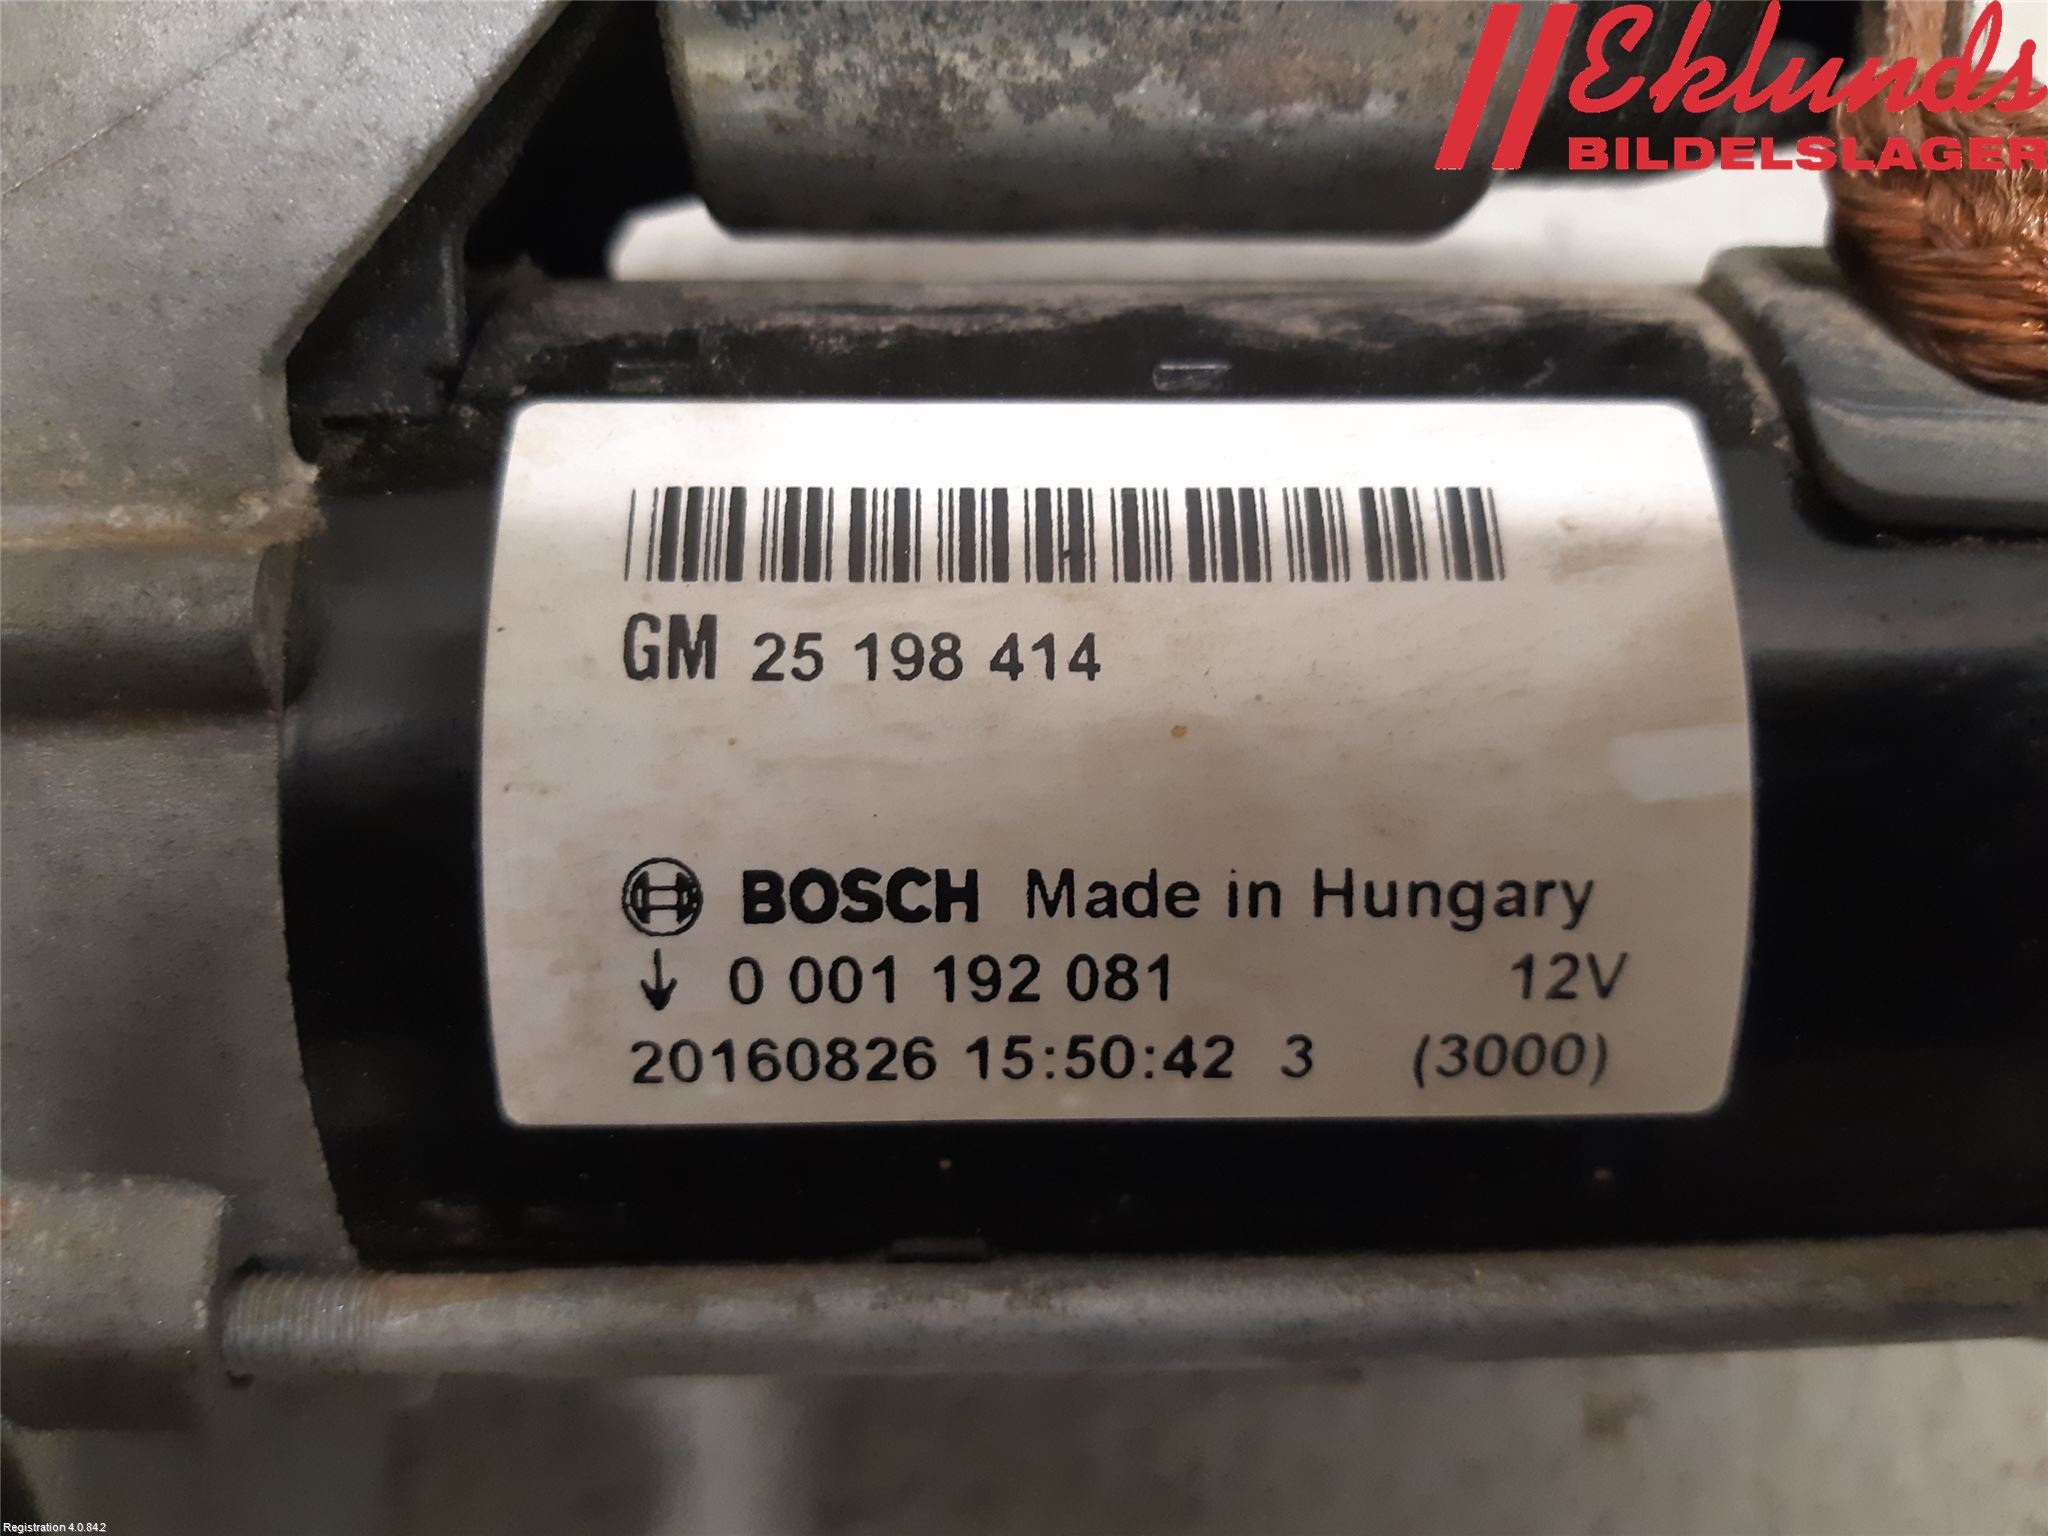 Eklunds
BILDELSLAGER
GM 25 198 414
BOSCH Made in Hungary
↓ 0 001 192 081 12V
20160826 15:50:42 3 (3000)
Registration 4.0.84.2